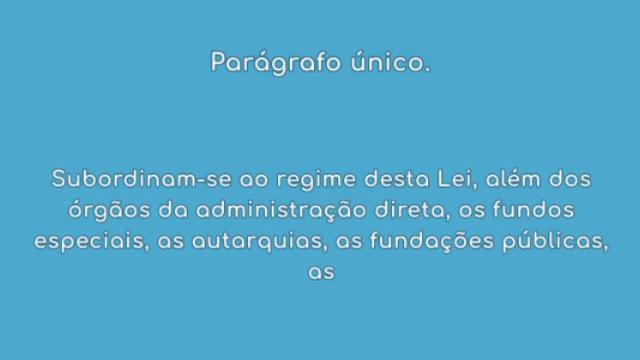 Parágrafo único.
Subordinam-se ao regime desta Lei, além dos
órgãos da administração direta, os fundos
especiais, as autarquias, as fundações públicas,
as